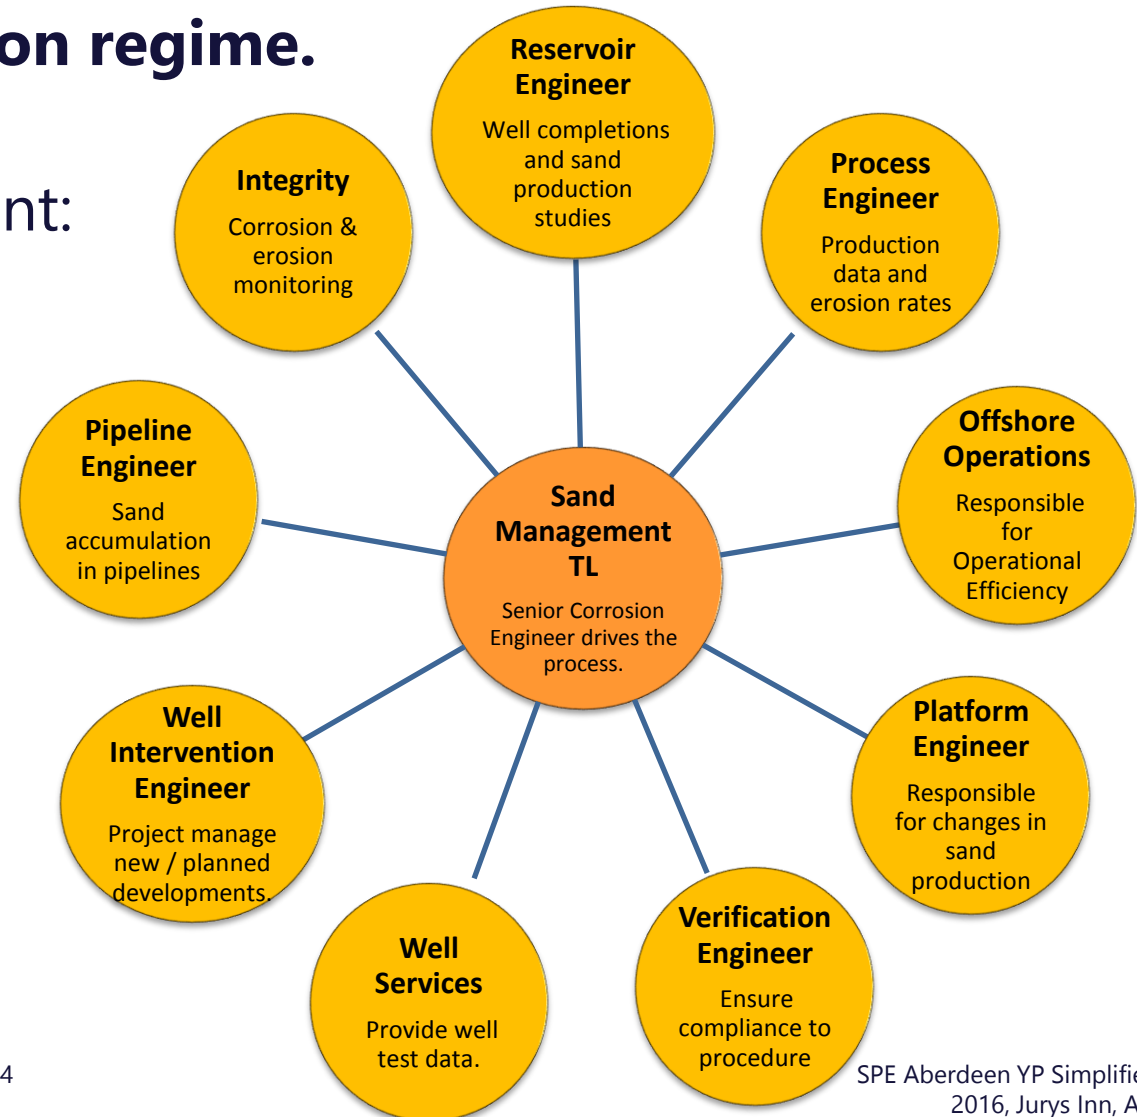 on regime.
nt:
Reservoir
Engineer
Well completions
and sand
production
studies
Process
Engineer
Production
data and
erosion rates
Offshore
Operations
Responsible
for
Operational
Efficiency
Platform
Engineer
Responsible
for changes in
sand
production
Verification
Engineer
Ensure
compliance to
procedure
Well
Services
Provide well
test data.
Well
Intervention
Engineer
Project manage
new / planned
developments.
Pipeline
Engineer
Sand
accumulation
in pipelines
Integrity
Corrosion &
erosion
monitoring
Sand
Management
TL
Senior Corrosion
Engineer drives the
process.
4
SPE Aberdeen YP Simplifie
2016, Jurys Inn, A